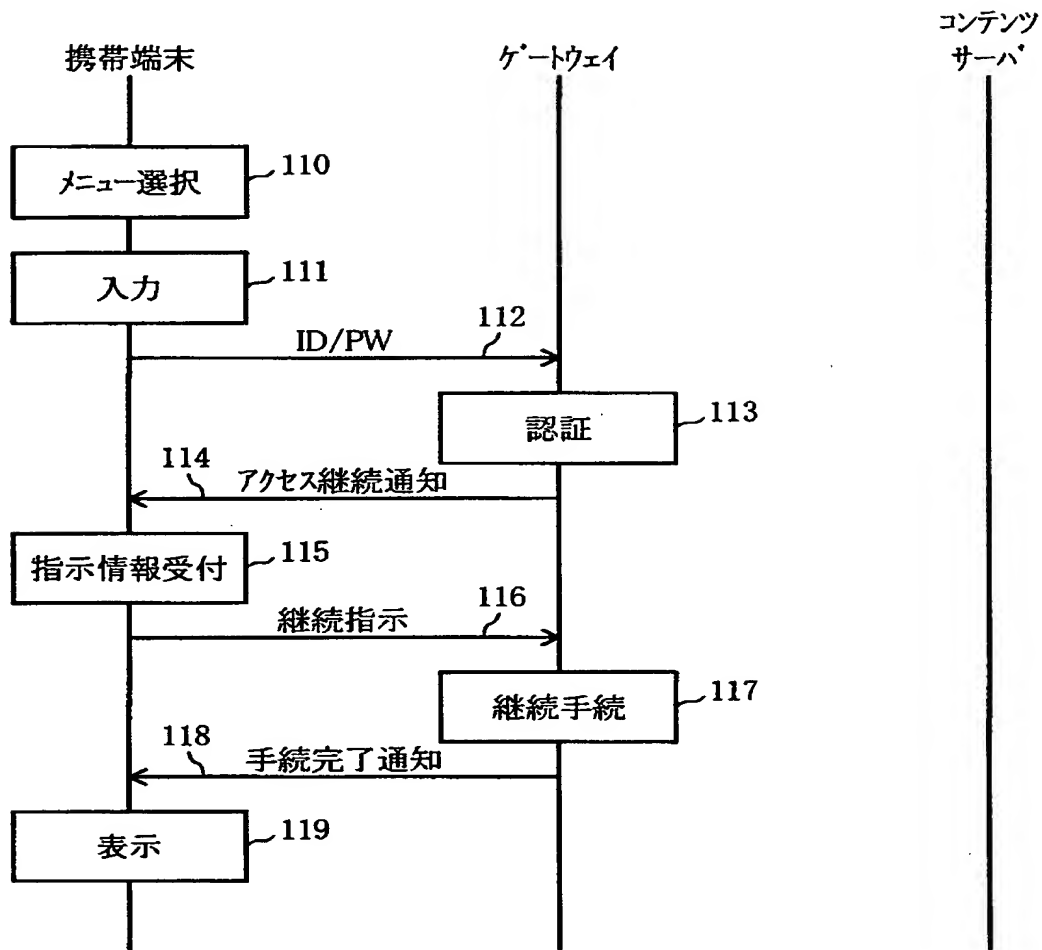 携帯端末
ゲートウェイ
コンテンツ
サーバ
メニュー選択
110
入力
111
ID/PW
112
認証
113
114
アクセス継続通知
指示情報受付
115
継続指示
116
継続手続
117
118
手続完了通知
表示
119